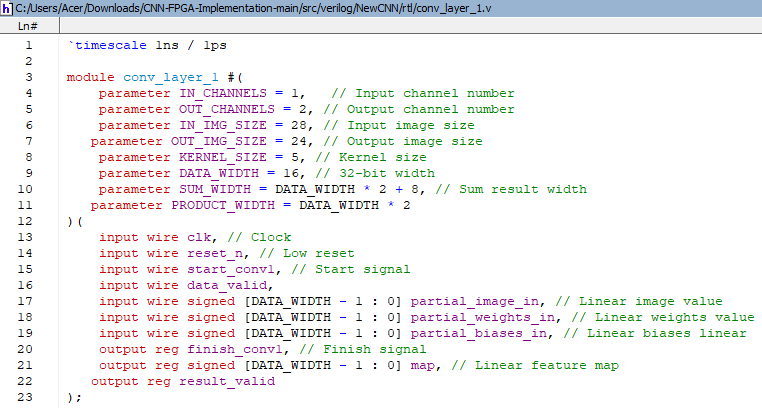 C:/Users/Acer/Downloads/CNN-FPGA-Implementation-main/src/verilog/NewCNN/rtl/conv_layer_1.v
Ln#
1 `timescale 1ns / 1ps
2
3 module conv_layer_1 #(
4 parameter IN_CHANNELS = 1, // Input channel number
5 parameter OUT_CHANNELS = 2, // Output channel number
6 parameter IN_IMG_SIZE = 28, // Input image size
7 parameter OUT_IMG_SIZE = 24, // Output image size
8 parameter KERNEL_SIZE = 5, // Kernel size
9 parameter DATA_WIDTH = 16, // 32-bit width
10 parameter SUM_WIDTH = DATA_WIDTH * 2 + 8, // Sum result width
11 parameter PRODUCT_WIDTH = DATA_WIDTH * 2
12 )(
13 input wire clk, // Clock
14 input wire reset_n, // Low reset
15 input wire start_conv1, // Start signal
16 input wire data_valid,
17 input wire signed [DATA_WIDTH - 1 : 0] partial_image_in, // Linear image value
18 input wire signed [DATA_WIDTH - 1 : 0] partial_weights_in, // Linear weights value
19 input wire signed [DATA_WIDTH - 1 : 0] partial_biases_in, // Linear biases linear
20 output reg finish_conv1, // Finish signal
21 output reg signed [DATA_WIDTH - 1 : 0] map, // Linear feature map
22 output reg result_valid
23 );